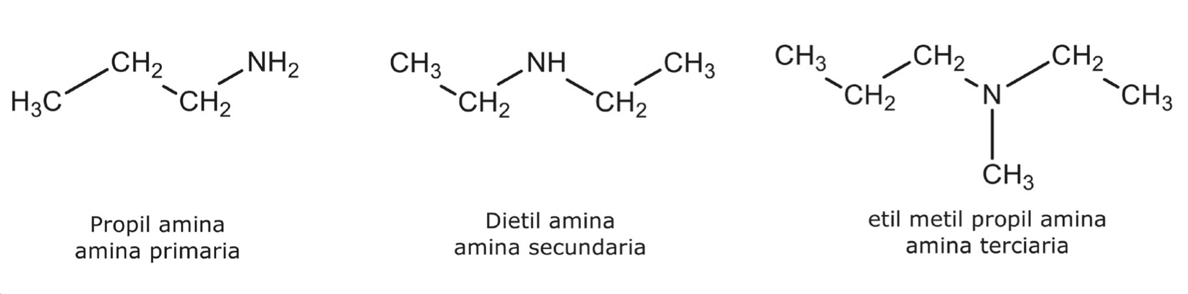 H₃C CH₂ CH₂ NH₂
CH₃ CH₂ NH CH₂ CH₃
CH₃ CH₂ CH₂ N CH₂ CH₃
CH₃
Propil amina
amina primaria
Dietil amina
amina secundaria
etil metil propil amina
amina terciaria